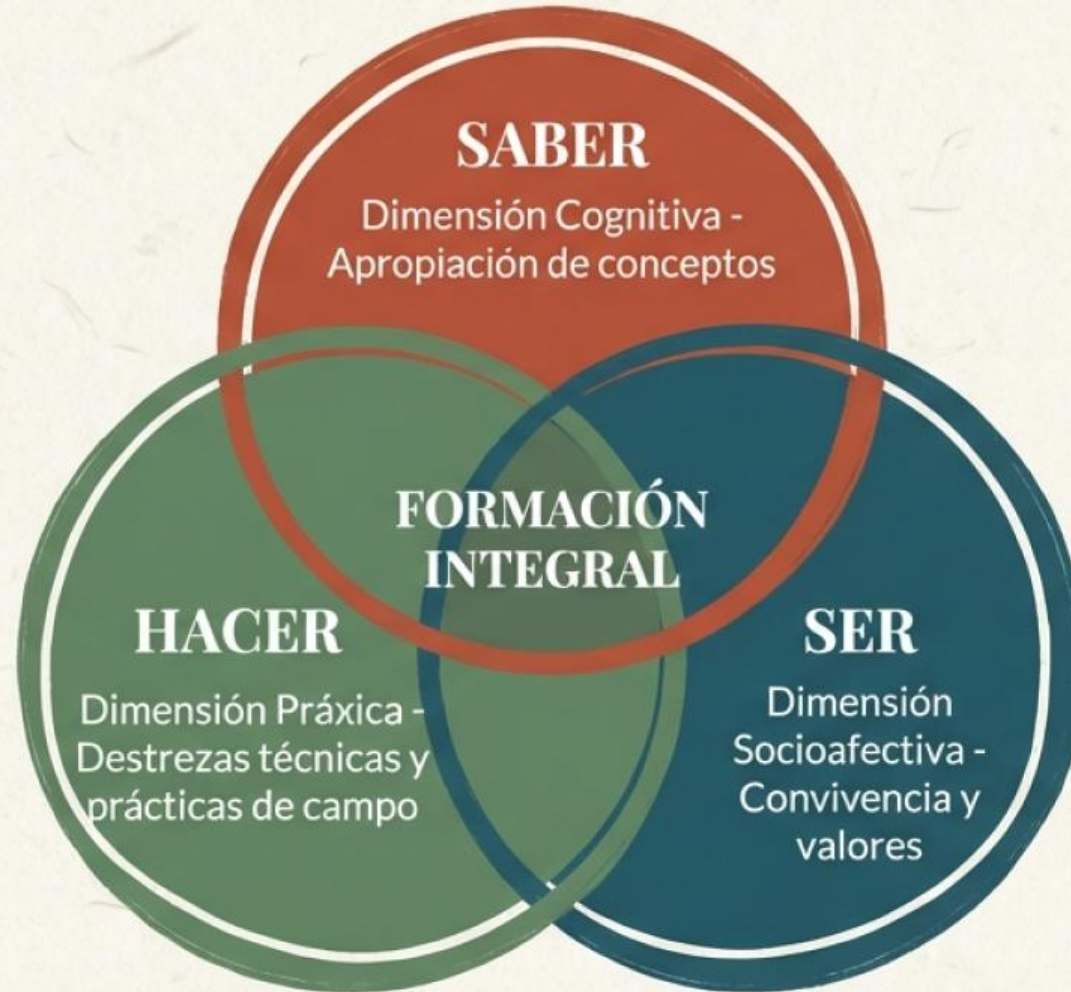 SABER
Dimensión Cognitiva -
Apropiación de conceptos
FORMACIÓN
INTEGRAL
HACER
Dimensión Práxica -
Destrezas técnicas y
prácticas de campo
SER
Dimensión
Socioafectiva -
Convivencia y
valores